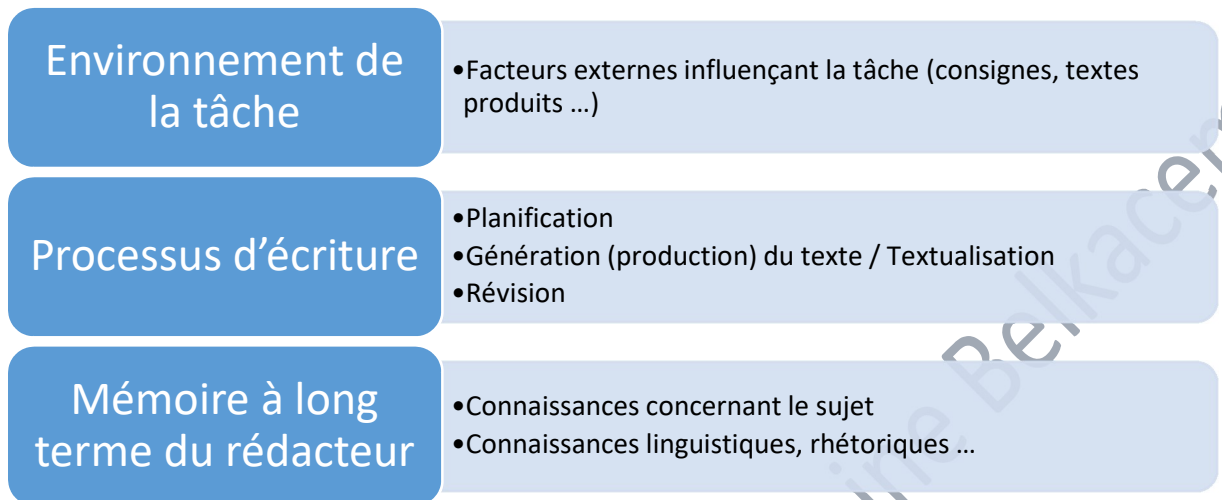 Environnement de
la tâche
•Facteurs externes influençant la tâche (consignes, textes
produits …)
Processus d’écriture
•Planification
•Génération (production) du texte / Textualisation
•Révision
Mémoire à long
terme du rédacteur
•Connaissances concernant le sujet
•Connaissances linguistiques, rhétoriques …